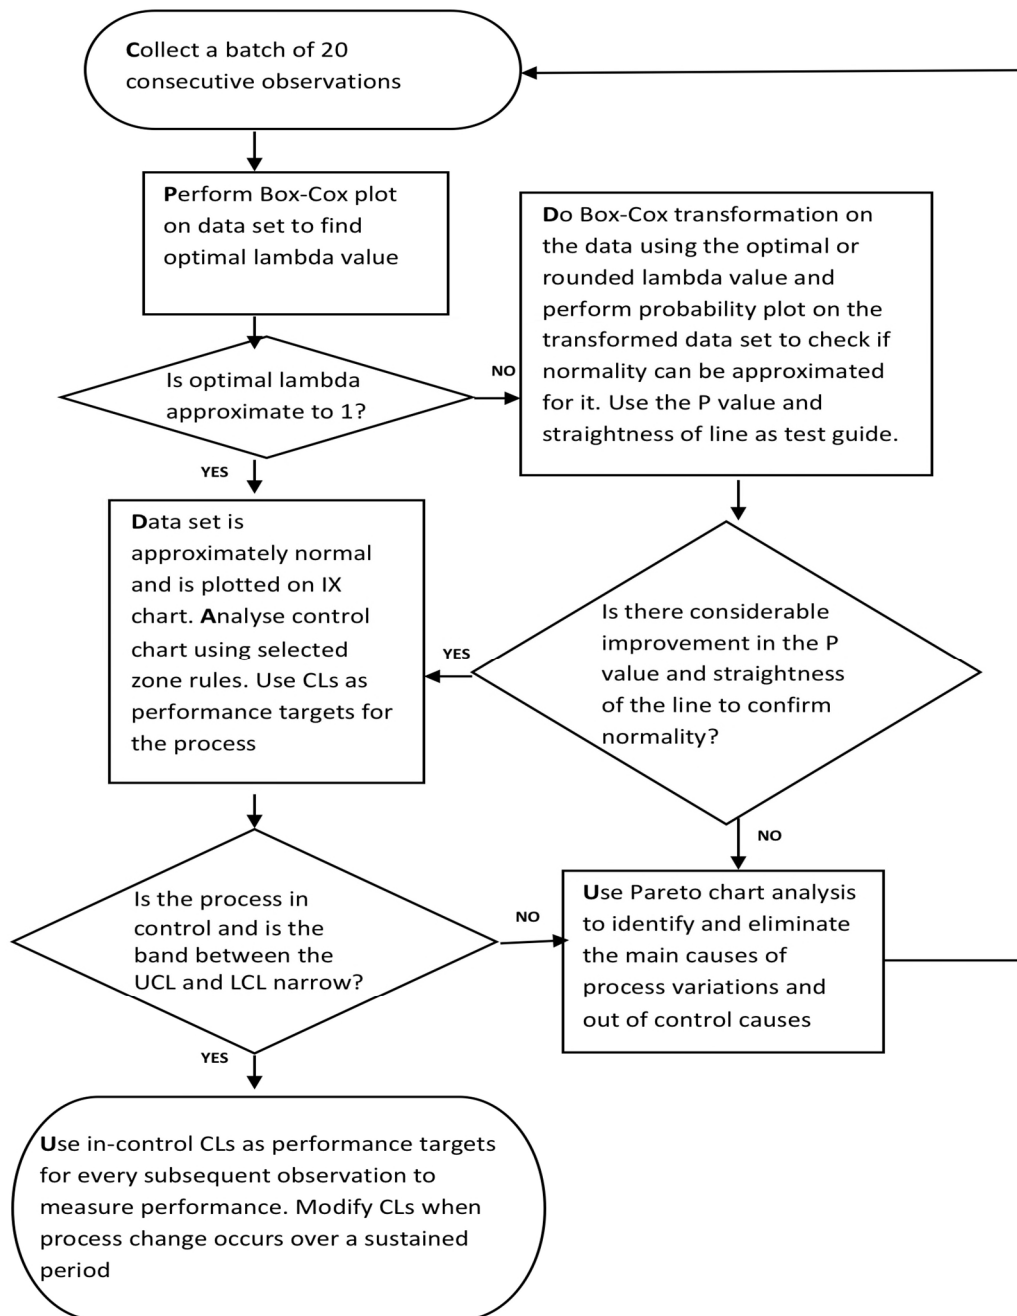 Collect a batch of 20
consecutive observations
Perform Box-Cox plot
on data set to find
optimal lambda value
Is optimal lambda
approximate to 1?
NO
Do Box-Cox transformation on
the data using the optimal or
rounded lambda value and
perform probability plot on the
transformed data set to check if
normality can be approximated
for it. Use the P value and
straightness of line as test guide.
YES
Data set is
approximately normal
and is plotted on IX
chart. Analyse control
chart using selected
zone rules. Use CLs as
performance targets for
the process
YES
Is there considerable
improvement in the P
value and straightness
of the line to confirm
normality?
NO
Is the process in
control and is the
band between the
UCL and LCL narrow?
NO
Use Pareto chart analysis
to identify and eliminate
the main causes of
process variations and
out of control causes
YES
Use in-control CLs as performance targets
for every subsequent observation to
measure performance. Modify CLs when
process change occurs over a sustained
period